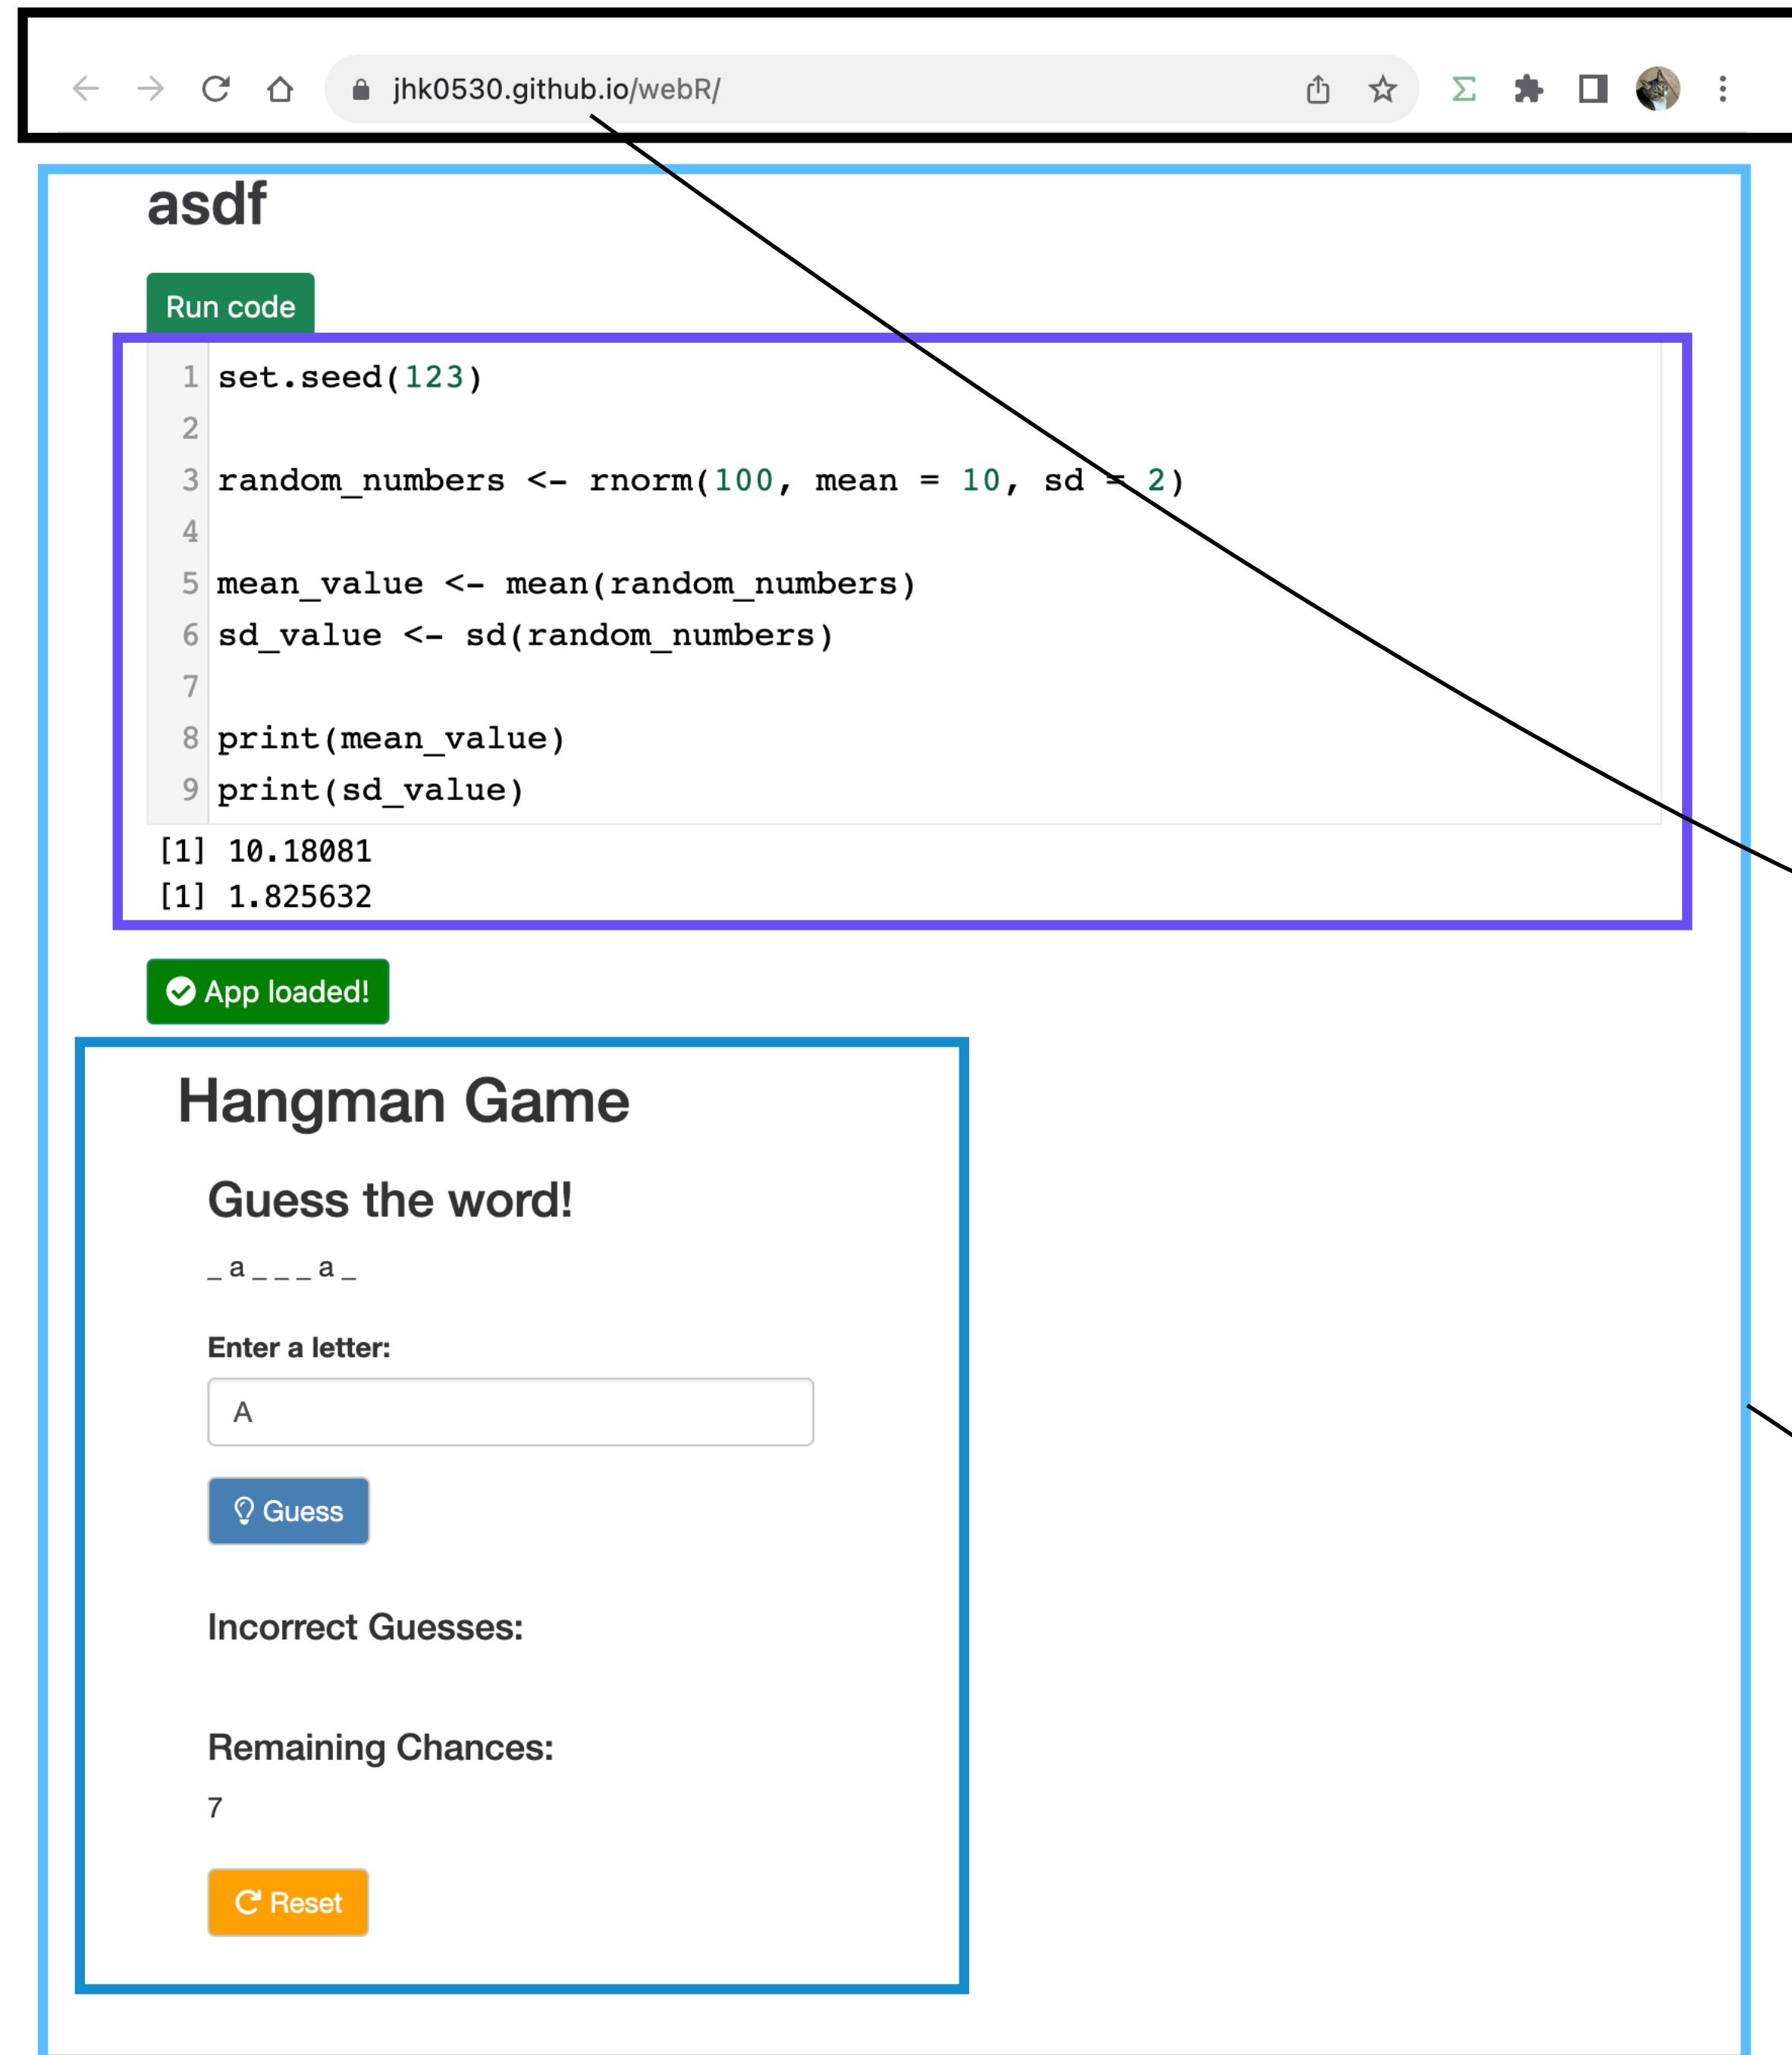 jhk0530.github.io/webR/
asdf
Run code
1 set.seed(123)
2
3 random_numbers <- rnorm(100, mean = 10, sd = 2)
4
5 mean_value <- mean(random_numbers)
6 sd_value <- sd(random_numbers)
7
8 print(mean_value)
9 print(sd_value)
[1] 10.18081
[1] 1.825632
App loaded!
Hangman Game
Guess the word!
_ a _ _ _ a _
Enter a letter:
A
Guess
Incorrect Guesses:
Remaining Chances:
7
Reset